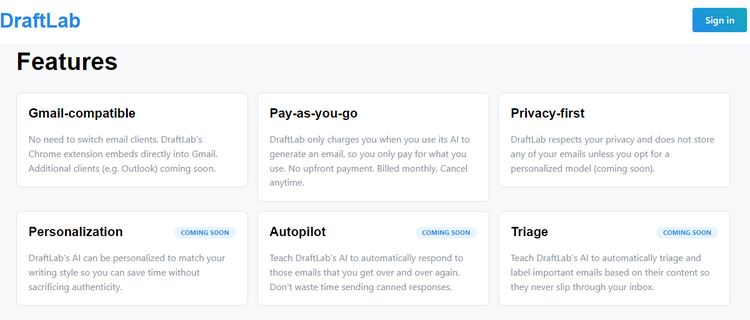 DraftLab
Sign in
Features
Gmail-compatible
No need to switch email clients. DraftLab's
Chrome extension embeds directly into Gmail.
Additional clients (e.g. Outlook) coming soon.
Pay-as-you-go
DraftLab only charges you when you use its AI to
generate an email, so you only pay for what you
use. No upfront payment. Billed monthly. Cancel
anytime.
Privacy-first
DraftLab respects your privacy and does not store
any of your emails unless you opt for a
personalized model (coming soon).
Personalization
COMING SOON
DraftLab's AI can be personalized to match your
writing style so you can save time without
sacrificing authenticity.
Autopilot
COMING SOON
Teach DraftLab's AI to automatically respond to
those emails that you get over and over again.
Don't waste time sending canned responses.
Triage
COMING SOON
Teach DraftLab's AI to automatically triage and
label important emails based on their content so
they never slip through your inbox.